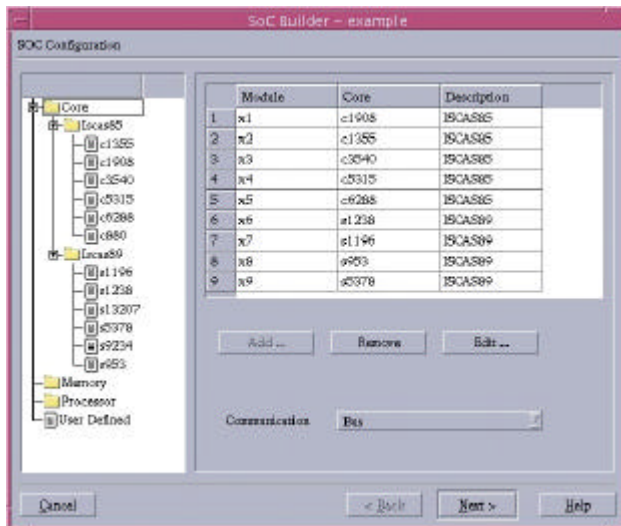 SoC Builder – example
SOC Configuration
Core
Iscas85
c1355
c1908
c3540
c5315
c6288
c880
Iscas89
s1196
s1238
s13207
s5378
s9234
s953
Memory
Processor
User Defined
Module Core Description
1 x1 c1908 ISCAS85
2 x2 c1355 ISCAS85
3 x3 c3540 ISCAS85
4 x4 c5315 ISCAS85
5 x5 c6288 ISCAS85
6 x6 s1238 ISCAS89
7 x7 s1196 ISCAS89
8 x8 s953 ISCAS89
9 x9 s5378 ISCAS89
Add ... Remove Edit ...
Communication Bus
Cancel < Back Next > Help